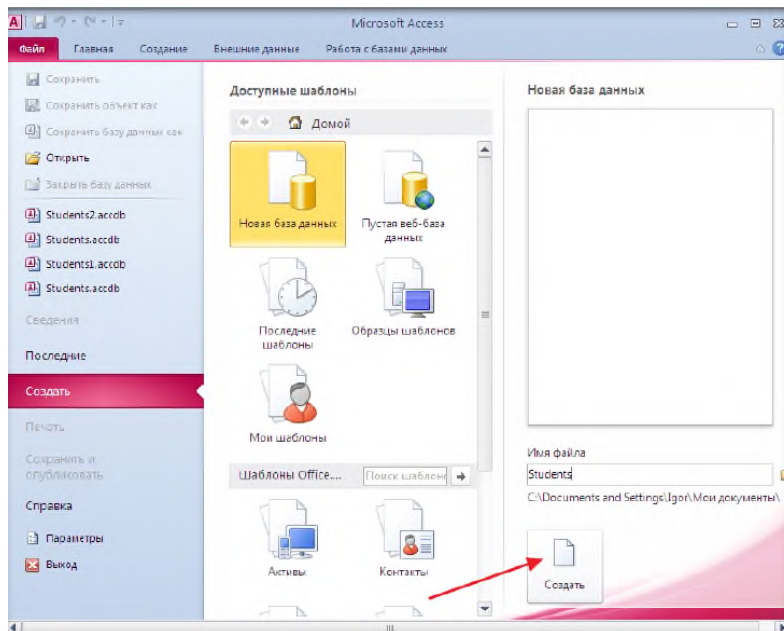 Microsoft Access
Файл Главная Создание Внешние данные Работа с базами данных
Сохранить
Сохранить объект как
Сохранить базу данных как
Открыть
Закрыть базу данных
Students2.accdb
Students.accdb
Students1.accdb
Students.accdb
Сведения
Последние
Создать
Печать
Сохранить и
опубликовать
Справка
Параметры
Выход
Доступные шаблоны
Домой
Новая база данных
Пустая веб-база
данных
Последние
шаблоны
Образцы шаблонов
Мои шаблоны
Шаблоны Office....
Поиск шаблоно
Активы
Контакты
Новая база данных
Имя файла
Students
C:\Documents and Settings\Igor\Мои документы\
Создать